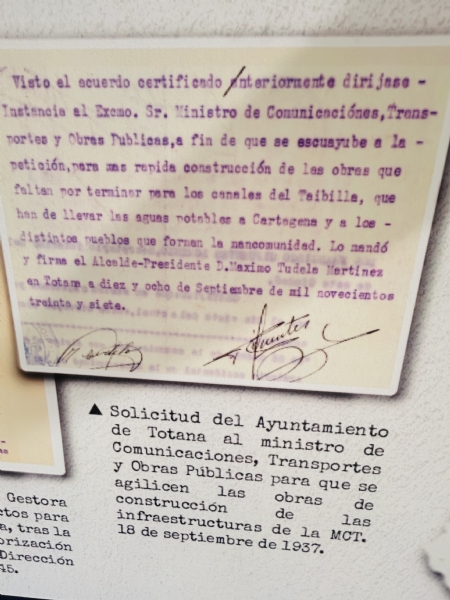 Visto el acuerdo certificado anteriormente dirijase -
Instancia al Excmo. Sr. Ministro de Comunicaciónes,Trans-
portes y Obras Publicas,a fin de que se escuayube a la -
petición,para mas rapida construcción de las obras que
faltan por terminar para los canales del Taibilla, que
han de llevar las aguas potables a Cartagena y a los -
distintos pueblos que forman la mancomunidad. Lo mandó
y firma el Alcalde-Presidente D.Maximo Tudela Martinez
en Totana a diez y ocho de Septiembre de mil novecientos
treinta y siete.
▲ Solicitud del Ayuntamiento
de Totana al ministro de
Comunicaciones, Transportes
y Obras Públicas para que se
agilicen las obras de
construcción de las
infraestructuras de la MCT.
18 de septiembre de 1937.
Gestora
ctos para
a, tras la
orización
Dirección
45.